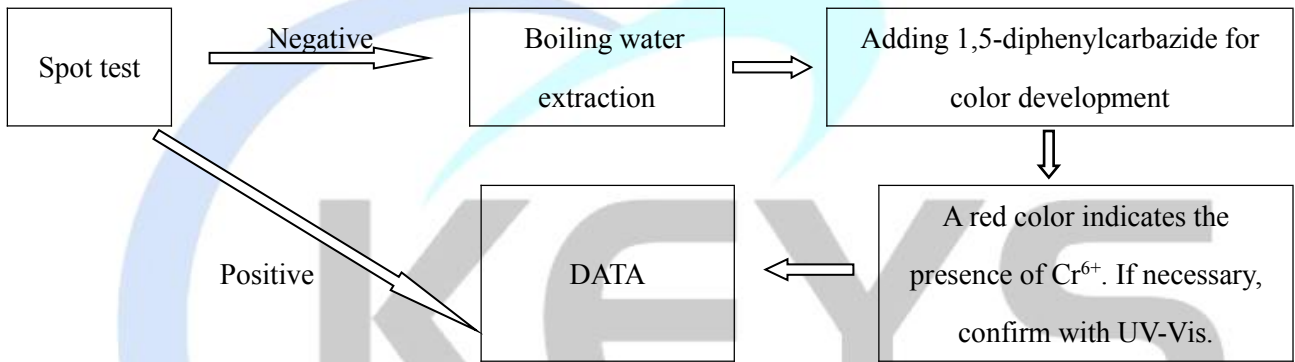 Spot test
Negative
Boiling water
extraction
Adding 1,5-diphenylcarbazide for
color development
A red color indicates the
presence of Cr⁶⁺. If necessary,
confirm with UV-Vis.
DATA
Positive
KEYS